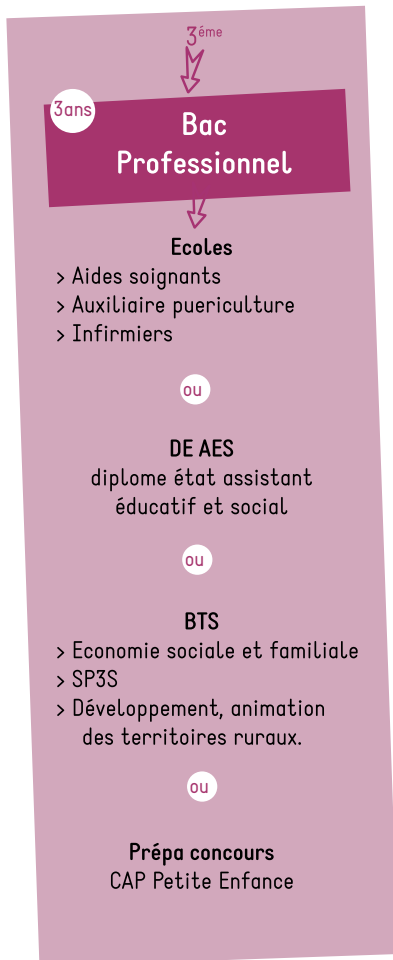 3éme
3ans
Bac
Professionnel
Ecoles
> Aides soignants
> Auxiliaire puericulture
> Infirmiers
ou
DE AES
diplome état assistant
éducatif et social
ou
BTS
> Economie sociale et familiale
> SP3S
> Développement, animation
des territoires ruraux.
ou
Prépa concours
CAP Petite Enfance